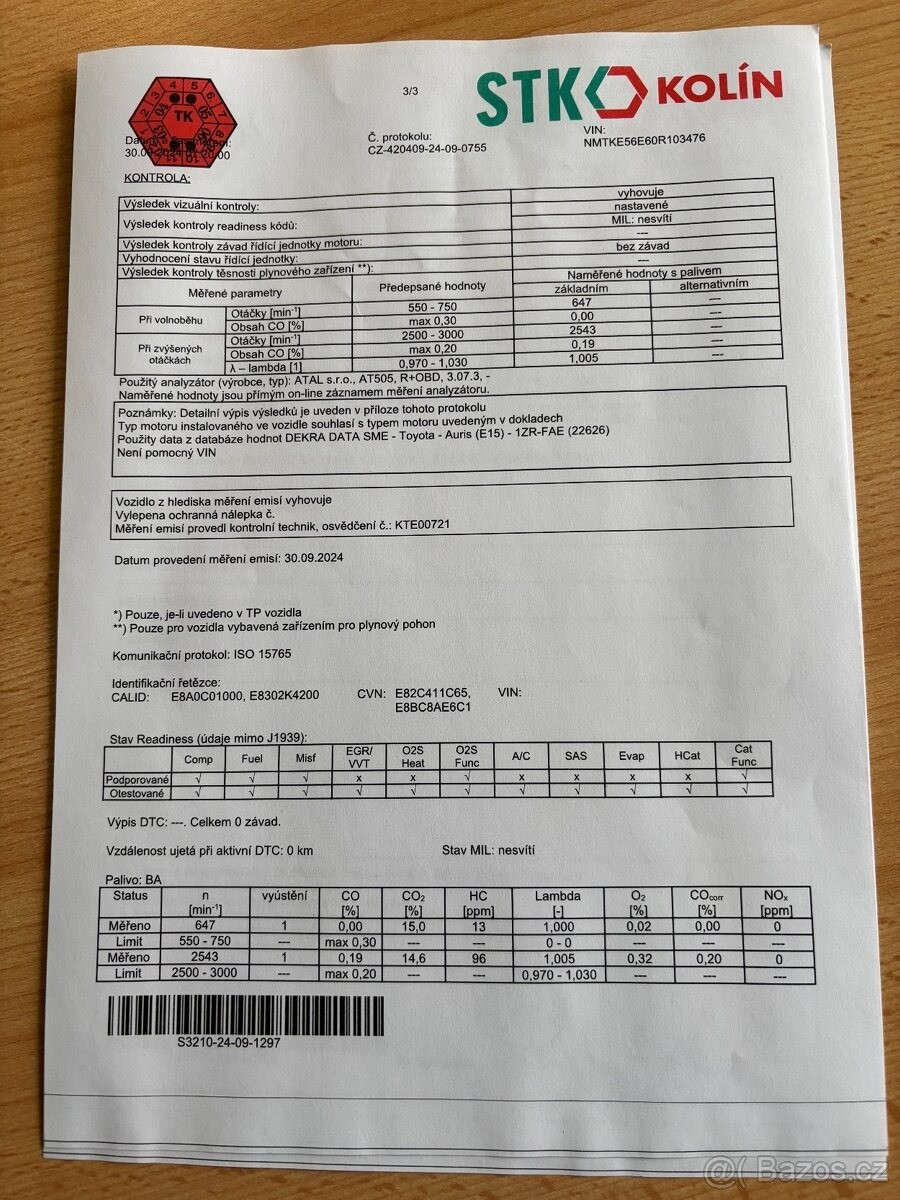 3/3
STK KOLÍN
TK
Č. protokolu:
CZ-420409-24-09-0755
VIN:
NMTKE56E60R103476
KONTROLA:
Výsledek vizuální kontroly: vyhovuje
Výsledek kontroly readiness kódů: nastavené
MIL: nesvítí
Výsledek kontroly závad řídící jednotky motoru: ---
Vyhodnocení stavu řídící jednotky: bez závad
Výsledek kontroly těsnosti plynového zařízení **): ---
Měřené parametry Předepsané hodnoty Naměřené hodnoty s palivem
základním alternativním
Při volnoběhu Otáčky [min-1] 550 - 750 647 ---
Obsah CO [%] max 0,30 0,00 ---
Při zvýšených otáčkách Otáčky [min-1] 2500 - 3000 2543 ---
Obsah CO [%] max 0,20 0,19 ---
λ – lambda [1] 0,970 - 1,030 1,005 ---
Použitý analyzátor (výrobce, typ): ATAL s.r.o., AT505, R+OBD, 3.07.3, -
Naměřené hodnoty jsou přímým on-line záznamem měření analyzátoru.
Poznámky: Detailní výpis výsledků je uveden v příloze tohoto protokolu
Typ motoru instalovaného ve vozidle souhlasí s typem motoru uvedeným v dokladech
Použity data z databáze hodnot DEKRA DATA SME - Toyota - Auris (E15) - 1ZR-FAE (22626)
Není pomocný VIN
Vozidlo z hlediska měření emisí vyhovuje
Vylepena ochranná nálepka č.
Měření emisí provedl kontrolní technik, osvědčení č.: KTE00721
Datum provedení měření emisí: 30.09.2024
*) Pouze, je-li uvedeno v TP vozidla
**) Pouze pro vozidla vybavená zařízením pro plynový pohon
Komunikační protokol: ISO 15765
Identifikační řetězce:
CALID: E8A0C01000, E8302K4200 CVN: E82C411C65, VIN:
E8BC8AE6C1
Stav Readiness (údaje mimo J1939):
Comp Fuel Misf EGR/VVT O2S Heat O2S Func A/C SAS Evap HCat Cat Func
Podporované √ √ √ x x √ x x x x √
Otestované √ √ √ √ √ √ √ √ √ √ √
Výpis DTC: ---. Celkem 0 závad.
Vzdálenost ujetá při aktivní DTC: 0 km Stav MIL: nesvítí
Palivo: BA
Status n [min-1] vyústění CO [%] CO2 [%] HC [ppm] Lambda [-] O2 [%] COcorr [%] NOx [ppm]
Měřeno 647 1 0,00 15,0 13 1,000 0,02 0,00 0
Limit 550 - 750 --- max 0,30 --- --- 0 - 0 --- --- ---
Měřeno 2543 1 0,19 14,6 96 1,005 0,32 0,20 0
Limit 2500 - 3000 --- max 0,20 --- --- 0,970 - 1,030 --- --- ---
S3210-24-09-1297
@( Bazos.cz